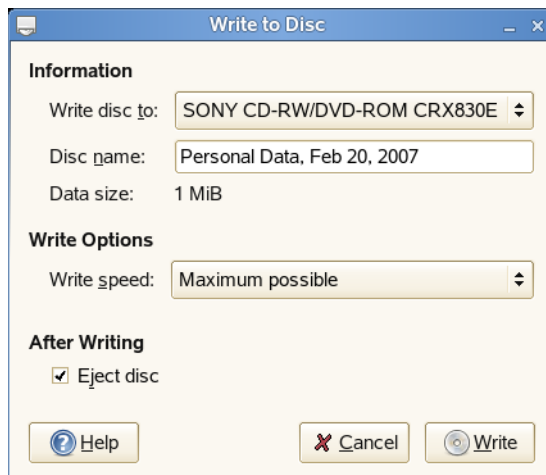 Write to Disc
Information
Write disc to: SONY CD-RW/DVD-ROM CRX830E
Disc name: Personal Data, Feb 20, 2007
Data size: 1 MiB
Write Options
Write speed: Maximum possible
After Writing
Eject disc
Help Cancel Write